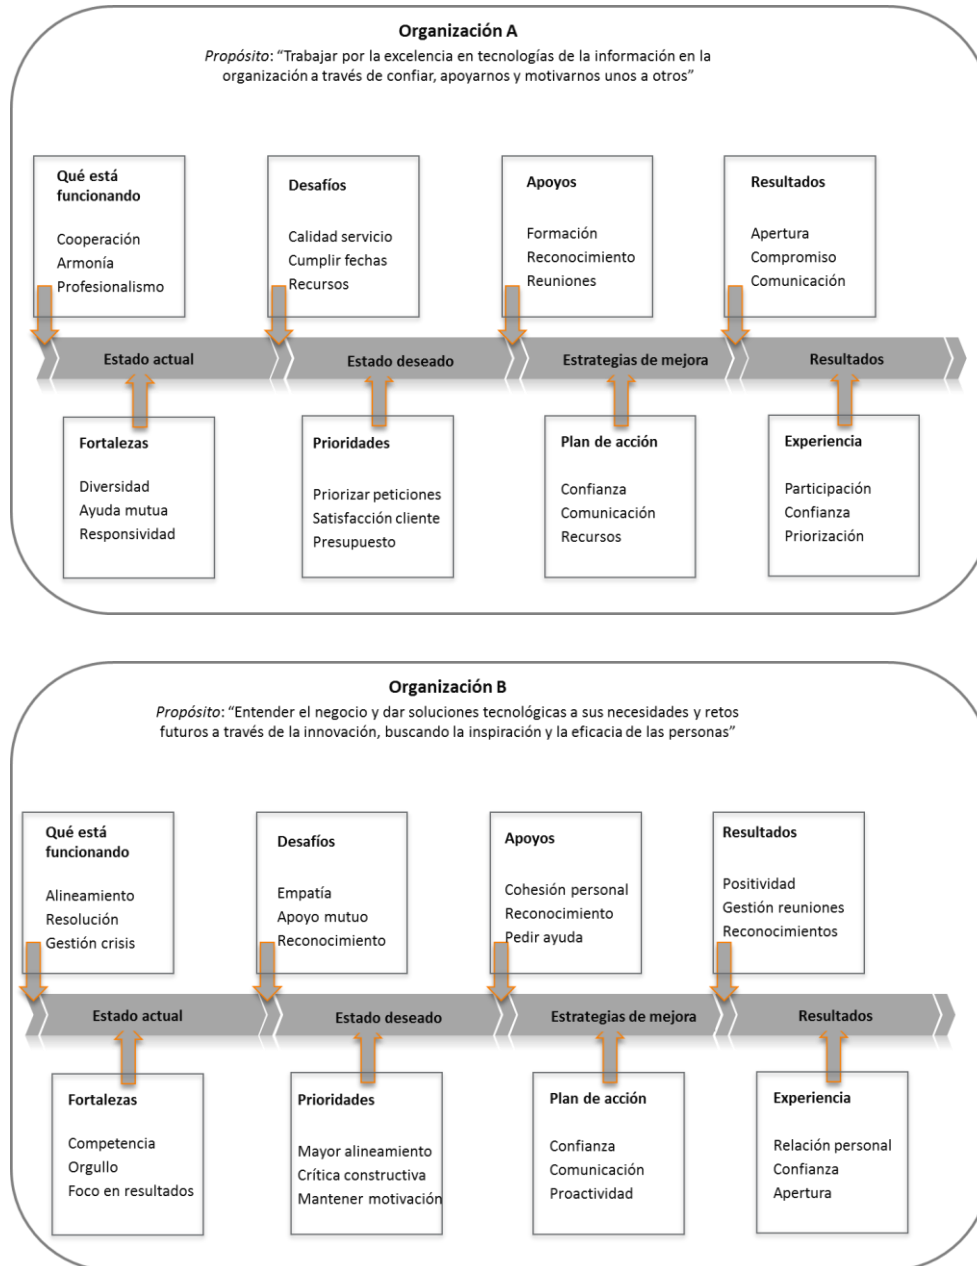 Organización A
Propósito: “Trabajar por la excelencia en tecnologías de la información en la
organización a través de confiar, apoyarnos y motivarnos unos a otros”
Qué está
funcionando
Cooperación
Armonía
Profesionalismo
Desafíos
Calidad servicio
Cumplir fechas
Recursos
Apoyos
Formación
Reconocimiento
Reuniones
Resultados
Apertura
Compromiso
Comunicación
Estado actual
Estado deseado
Estrategias de mejora
Resultados
Fortalezas
Diversidad
Ayuda mutua
Responsividad
Prioridades
Priorizar peticiones
Satisfacción cliente
Presupuesto
Plan de acción
Confianza
Comunicación
Recursos
Experiencia
Participación
Confianza
Priorización
Organización B
Propósito: “Entender el negocio y dar soluciones tecnológicas a sus necesidades y retos
futuros a través de la innovación, buscando la inspiración y la eficacia de las personas”
Qué está
funcionando
Alineamiento
Resolución
Gestión crisis
Desafíos
Empatía
Apoyo mutuo
Reconocimiento
Apoyos
Cohesión personal
Reconocimiento
Pedir ayuda
Resultados
Positividad
Gestión reuniones
Reconocimientos
Estado actual
Estado deseado
Estrategias de mejora
Resultados
Fortalezas
Competencia
Orgullo
Foco en resultados
Prioridades
Mayor alineamiento
Crítica constructiva
Mantener motivación
Plan de acción
Confianza
Comunicación
Proactividad
Experiencia
Relación personal
Confianza
Apertura